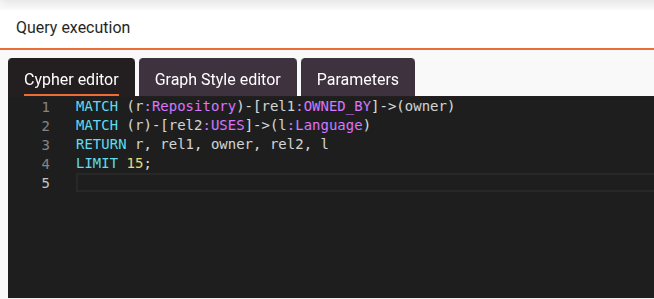 Query execution
Cypher editor Graph Style editor Parameters
1 MATCH (r:Repository)-[rel1:OWNED_BY]->(owner)
2 MATCH (r)-[rel2:USES]->(l:Language)
3 RETURN r, rel1, owner, rel2, l
4 LIMIT 15;
5